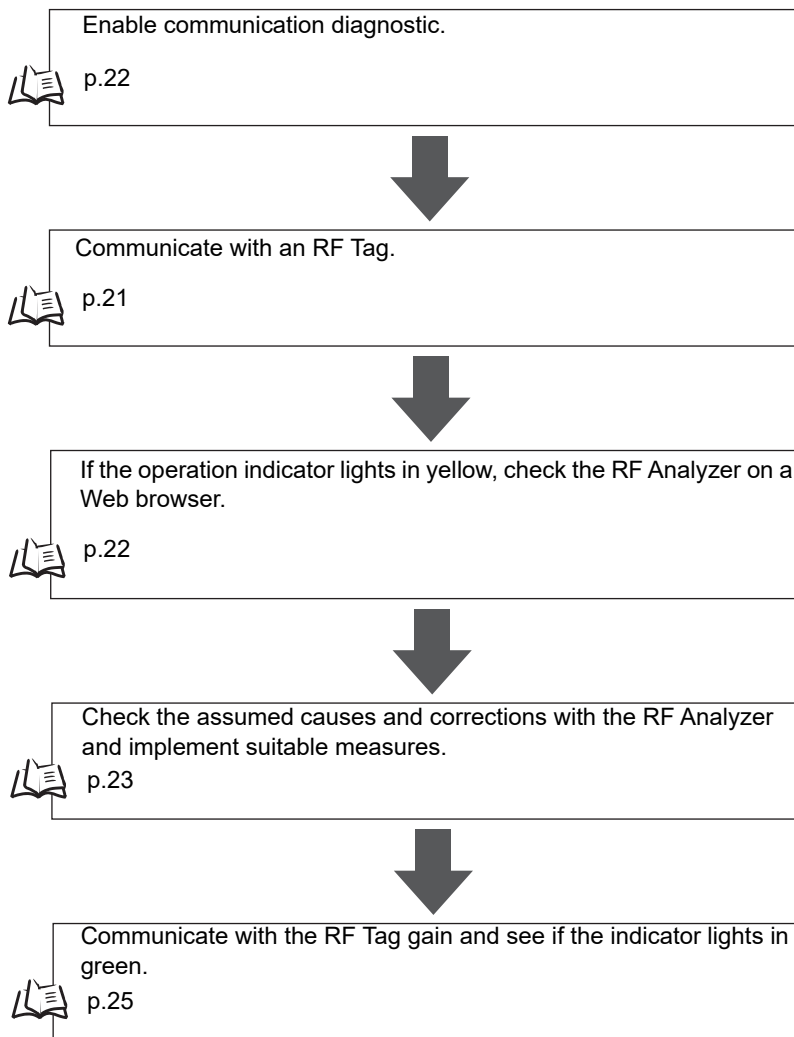 Enable communication diagnostic.
p.22
Communicate with an RF Tag.
p.21
If the operation indicator lights in yellow, check the RF Analyzer on a
Web browser.
p.22
Check the assumed causes and corrections with the RF Analyzer
and implement suitable measures.
p.23
Communicate with the RF Tag gain and see if the indicator lights in
green.
p.25